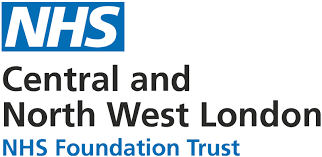 NHS
Central and
North West London
NHS Foundation Trust